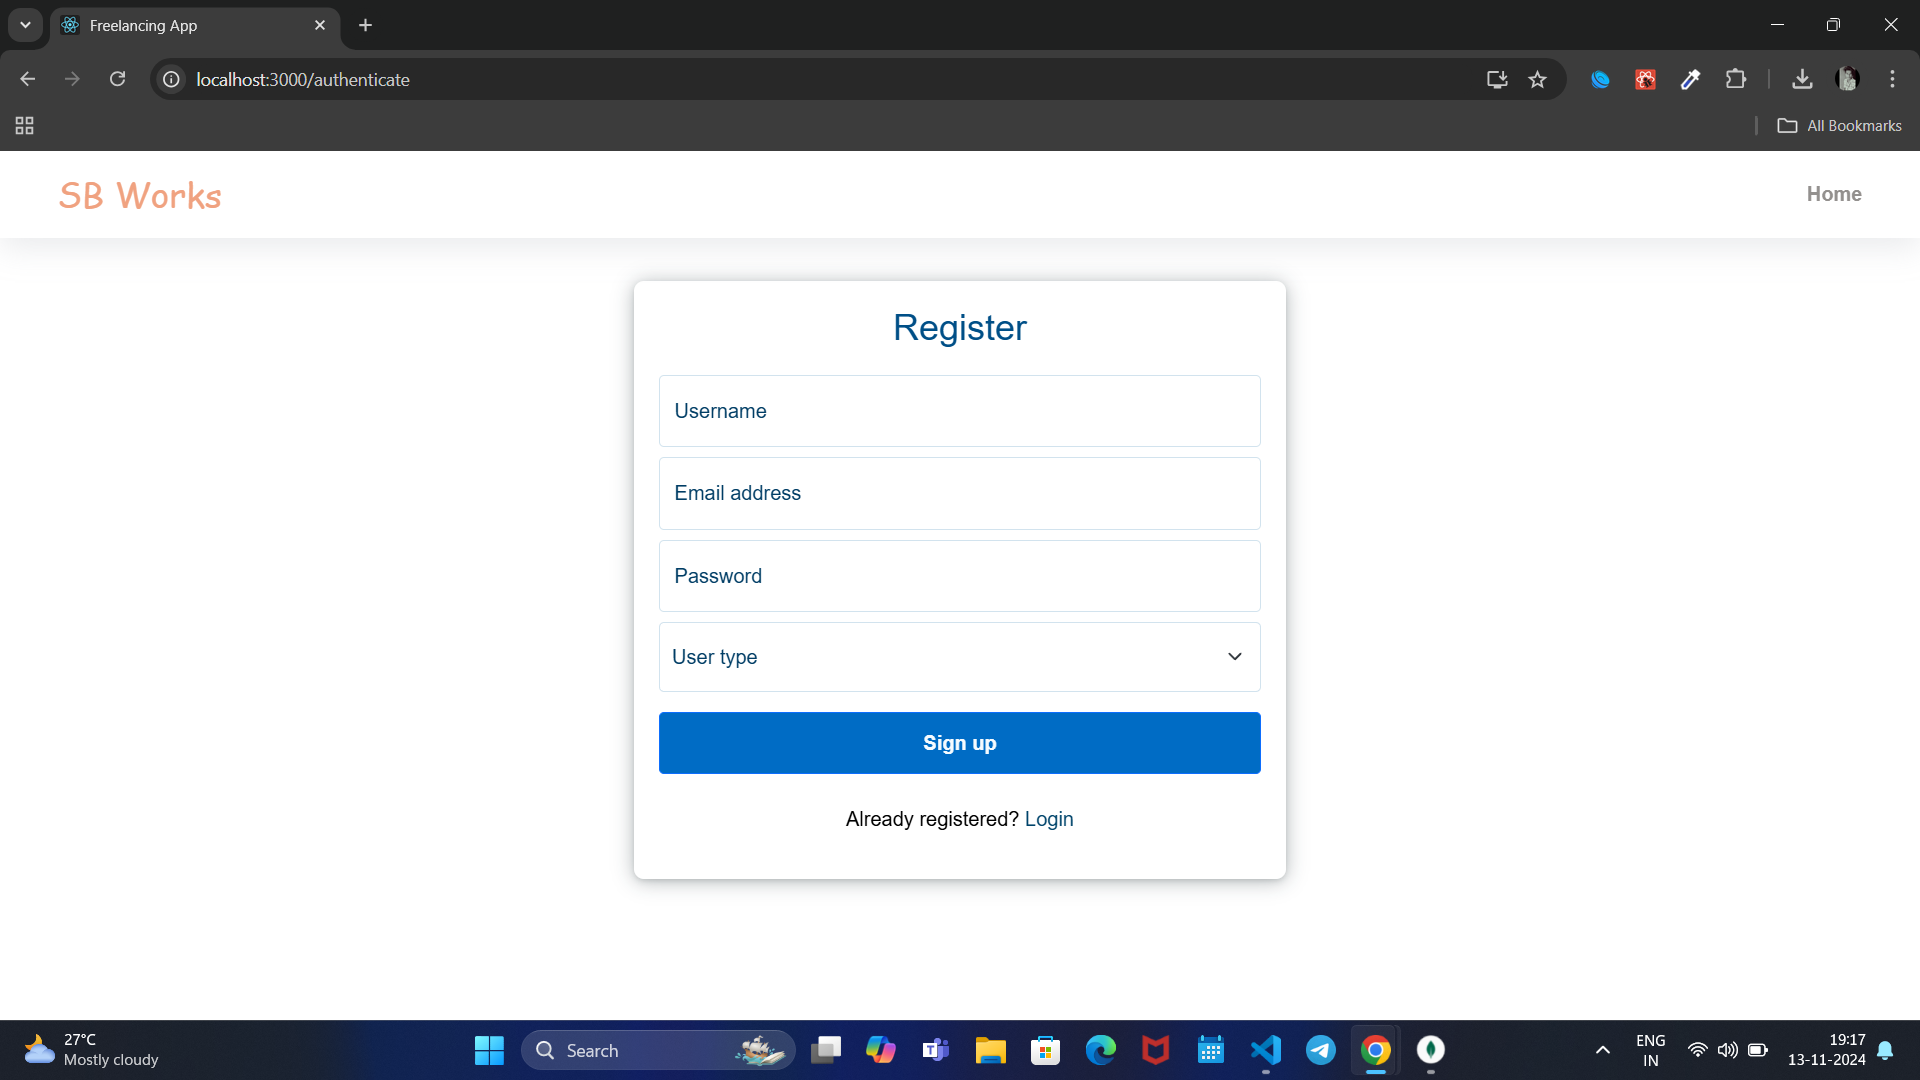 Freelancing App
localhost:3000/authenticate
All Bookmarks
SB Works
Home
Register
Username
Email address
Password
User type
Sign up
Already registered? Login
27°C
Mostly cloudy
Search
ENG
IN
19:17
13-11-2024